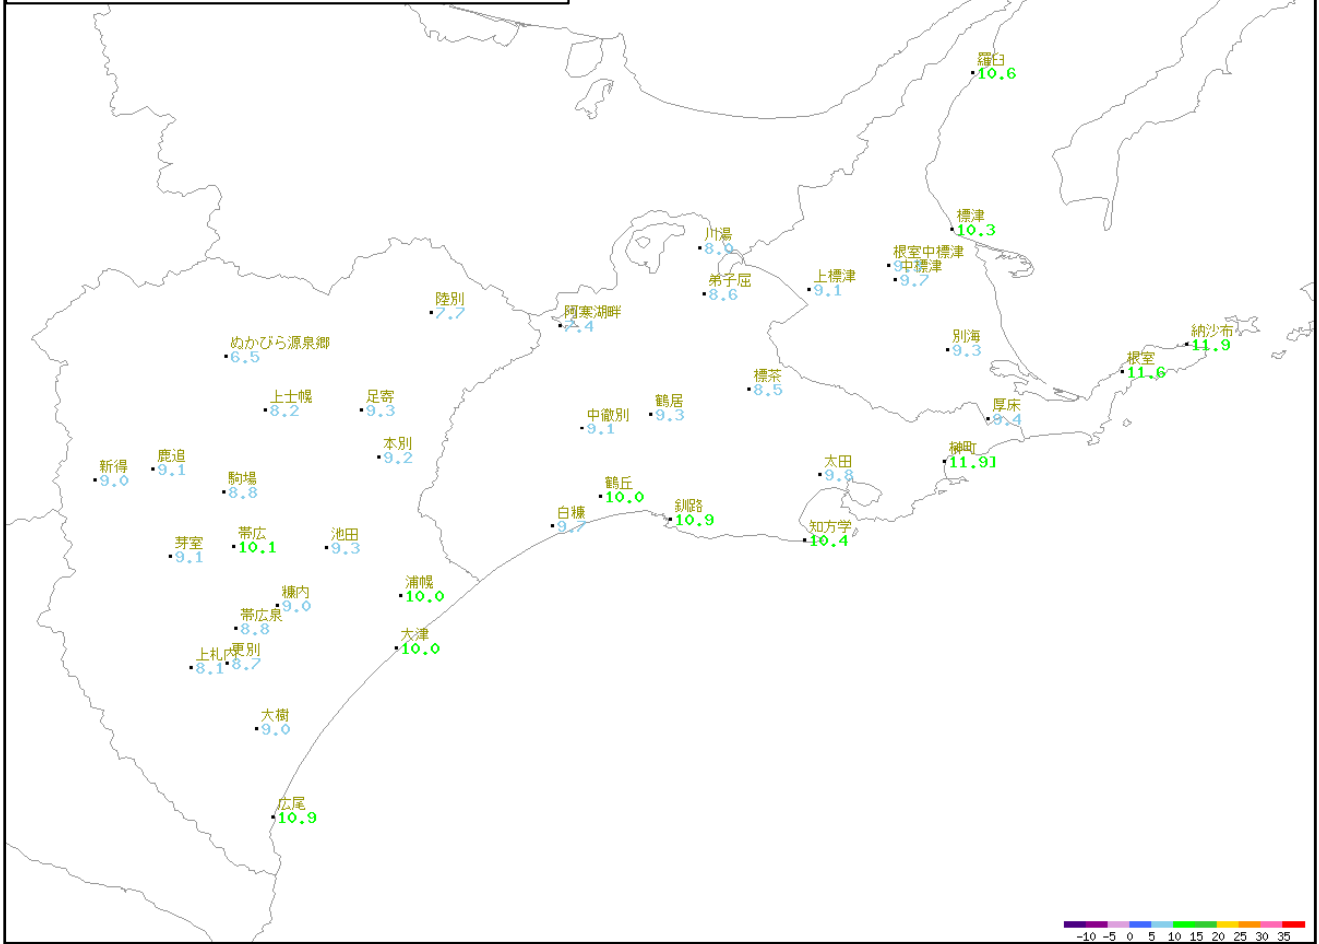 羅臼
10.6
標津
10.3
川湯
根室中標津
中標津
9.7
弟子屈
8.6
上標津
9.1
陸別
7.7
阿寒湖畔
7.4
ぬかびら源泉郷
6.5
別海
9.3
納沙布
11.9
根室
11.6
標茶
8.5
上士幌
8.2
足寄
9.3
中徹別
9.1
鶴居
9.3
厚床
9.4
本別
9.2
榊町
11.9]
太田
9.8
新得
9.0
鹿追
9.1
駒場
8.8
鶴丘
10.0
白糠
9.7
釧路
10.9
知方学
10.4
芽室
9.1
帯広
10.1
池田
9.3
浦幌
10.0
糠内
9.0
帯広泉
8.8
大津
10.0
上札内
8.1
更別
8.7
大樹
9.0
広尾
10.9
-10 -5 0 5 10 15 20 25 30 35